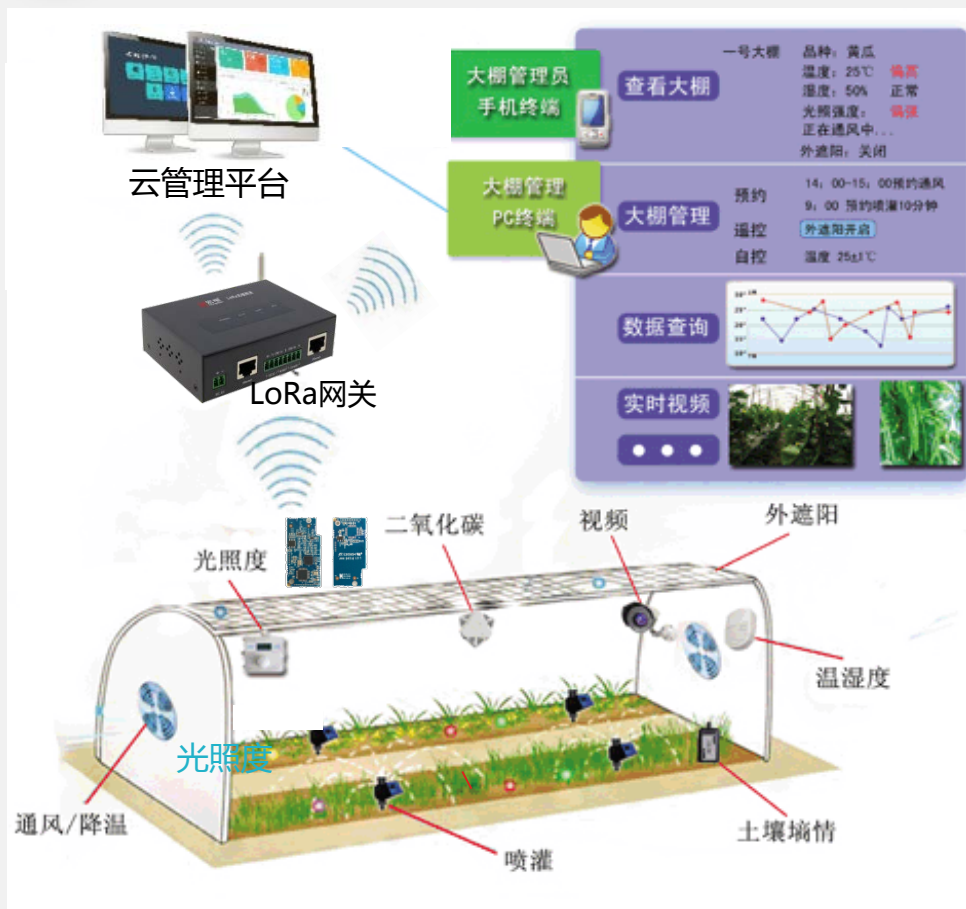 云管理平台
LoRa网关
大棚管理员
手机终端
大棚管理
PC终端
查看大棚
一号大棚
品种：黄瓜
温度：25℃ 偏高
湿度：50% 正常
光照强度： 偏强
正在通风中...
外遮阳：关闭
大棚管理
预约
14：00-15：00预约通风
9：00 预约喷灌10分钟
遥控
外遮阳开启
自控
温度 25±1℃
数据查询
实时视频
光照度
二氧化碳
视频
外遮阳
温湿度
光照度
通风/降温
喷灌
土壤墒情